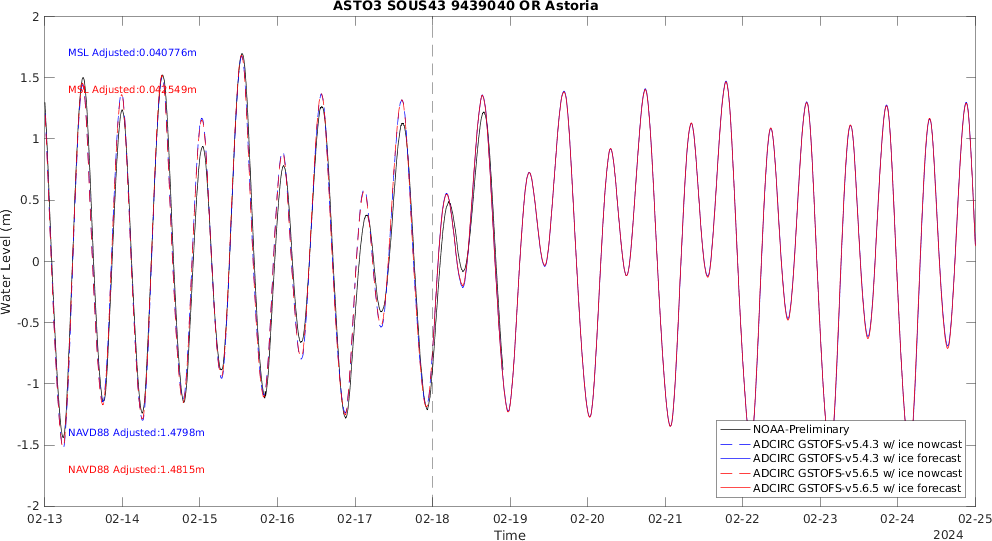 ASTO3 SOUS43 9439040 OR Astoria
MSL Adjusted:0.040776m
MSL Adjusted:0.042549m
NAVD88 Adjusted:1.4798m
NAVD88 Adjusted:1.4815m
Water Level (m)
2
1.5
1
0.5
0
-0.5
-1
-1.5
-2
02-13 02-14 02-15 02-16 02-17 02-18 02-19 02-20 02-21 02-22 02-23 02-24 02-25
Time
2024
NOAA-Preliminary
ADCIRC GSTOFS-v5.4.3 w/ ice nowcast
ADCIRC GSTOFS-v5.4.3 w/ ice forecast
ADCIRC GSTOFS-v5.6.5 w/ ice nowcast
ADCIRC GSTOFS-v5.6.5 w/ ice forecast